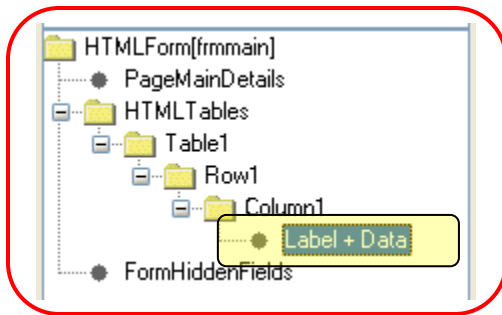 HTMLForm[frmmain]
PageMainDetails
HTMLTables
Table1
Row1
Column1
Label + Data
FormHiddenFields